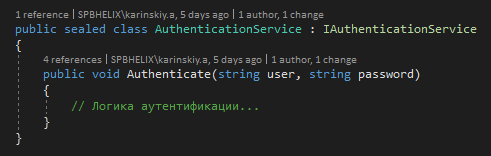 1 reference | SPBHELIX\karinskiy.a, 5 days ago | 1 author, 1 change
public sealed class AuthenticationService : IAuthenticationService
{
4 references | SPBHELIX\karinskiy.a, 5 days ago | 1 author, 1 change
public void Authenticate(string user, string password)
{
// Логика аутентификации...
}
}